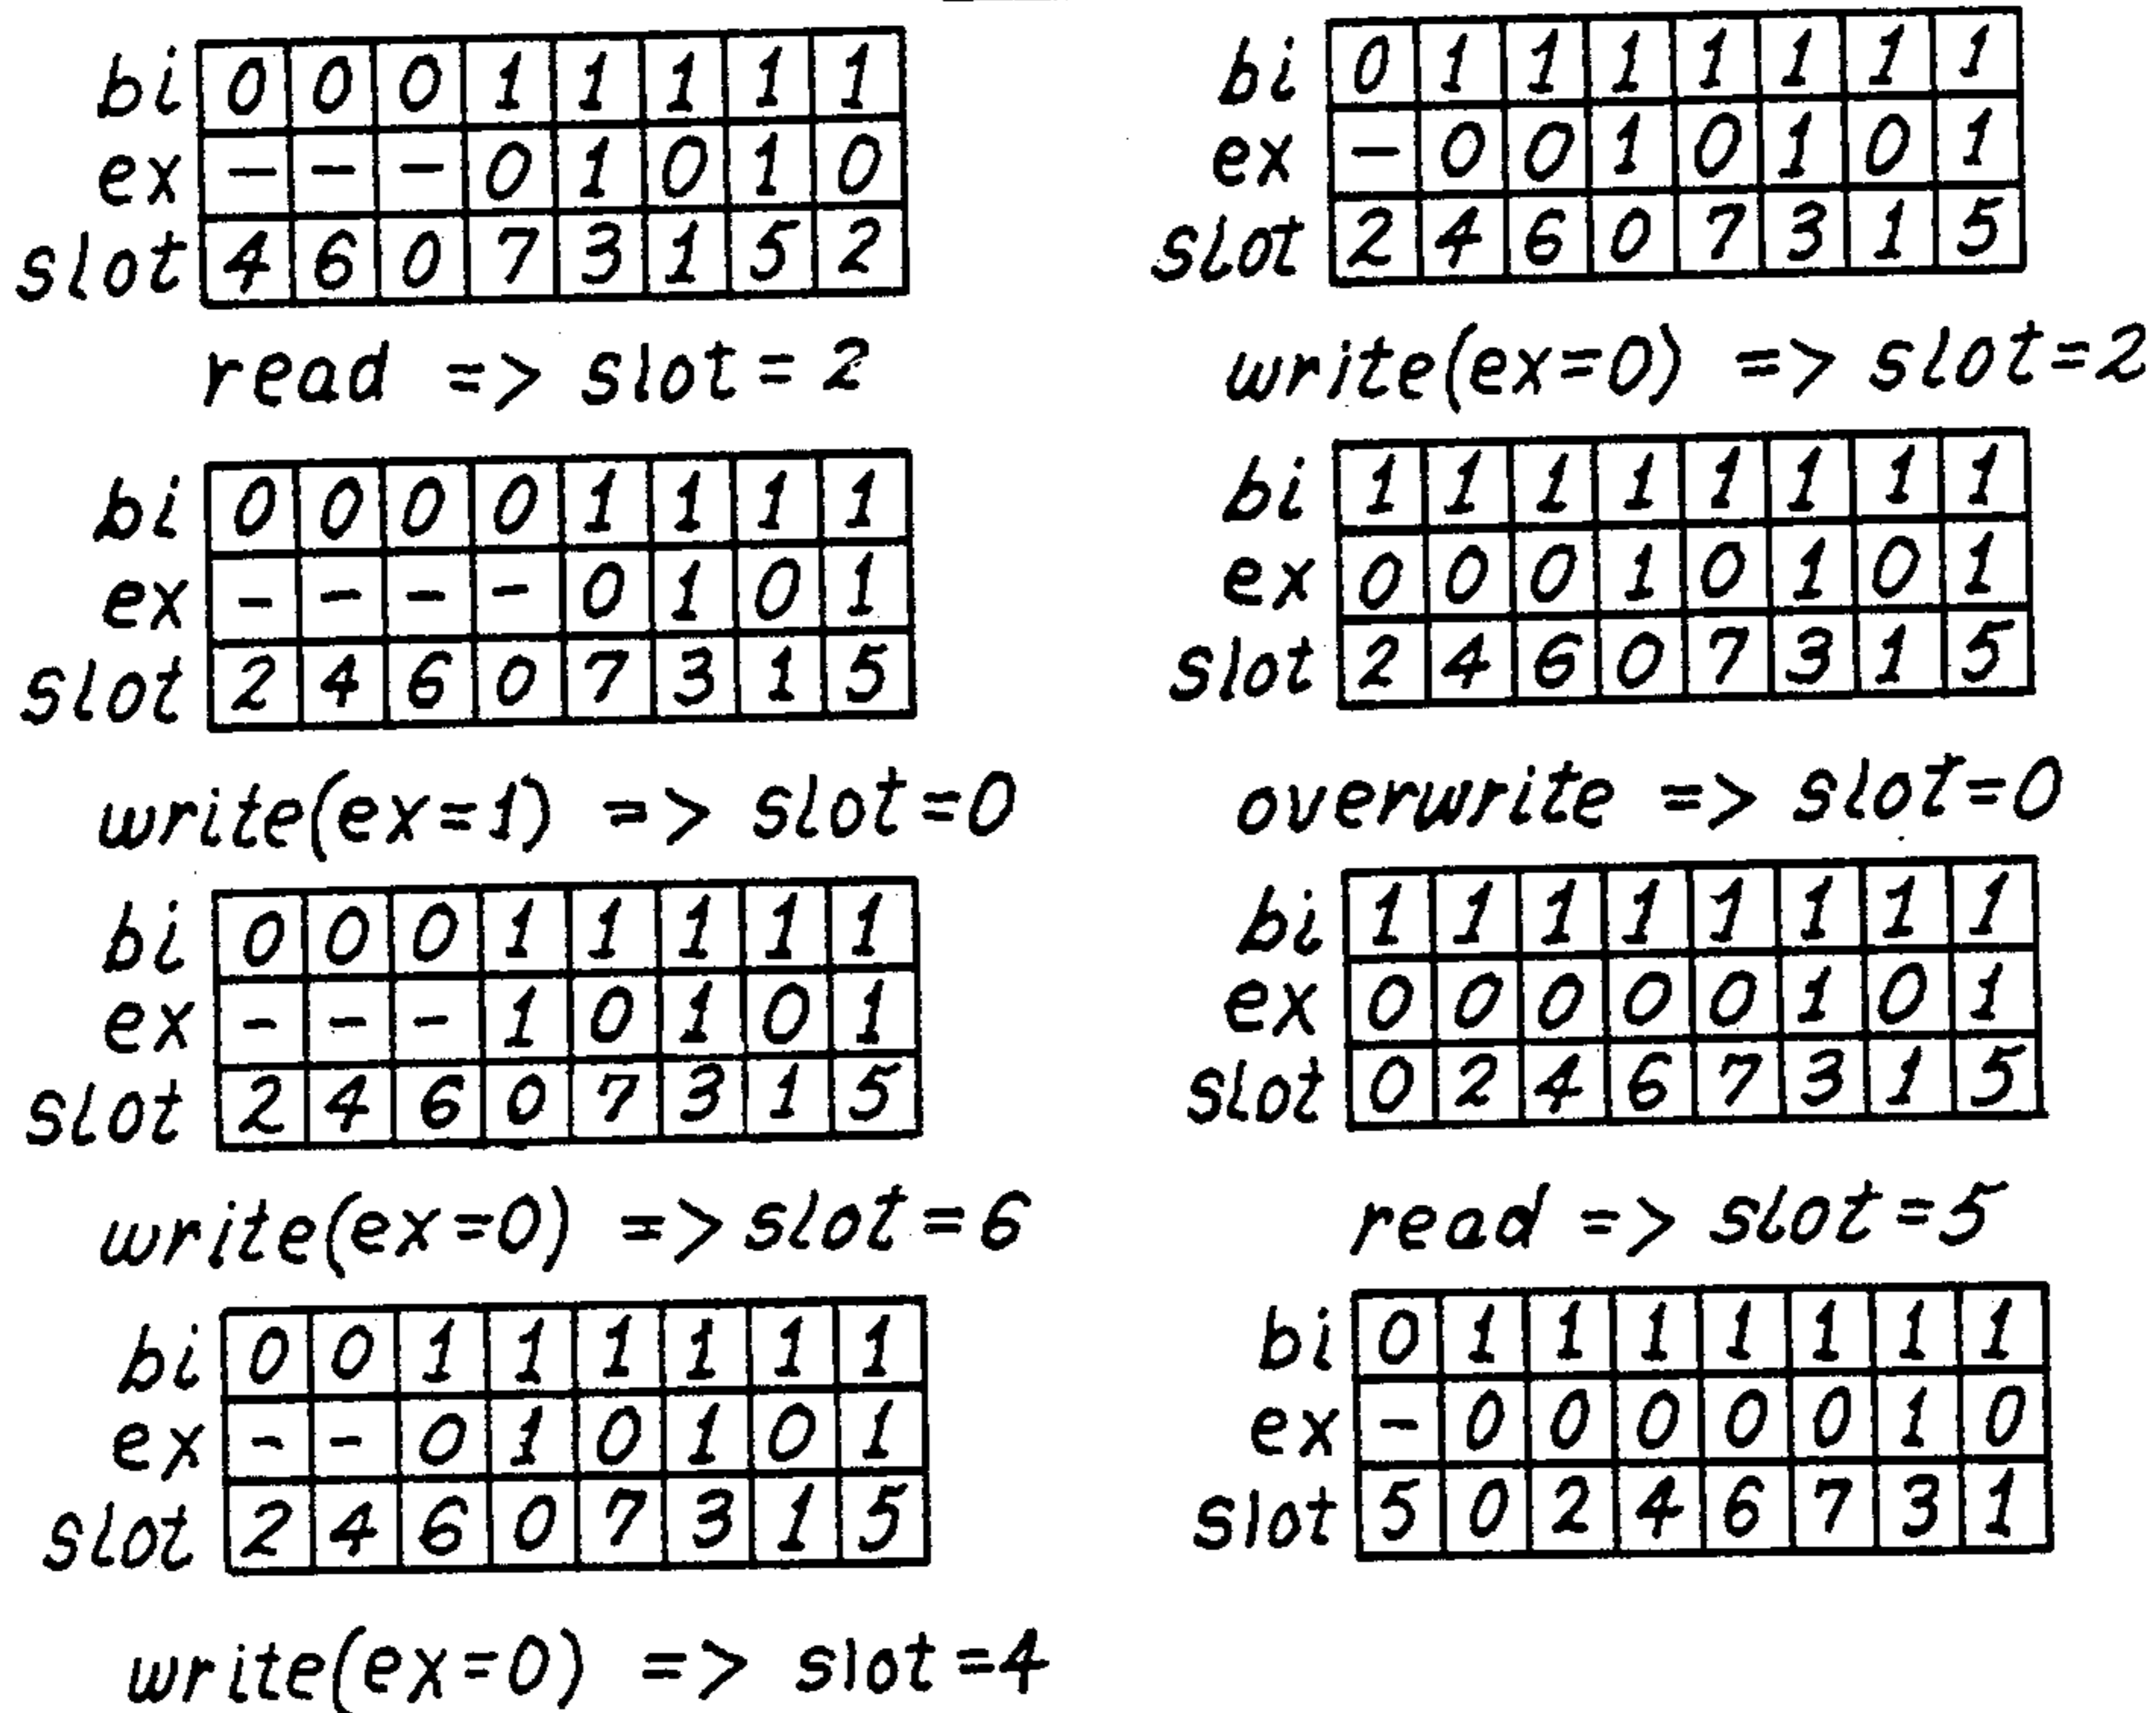 bi 0 0 0 1 1 1 1 1
ex – – – 0 1 0 1 0
slot 4 6 0 7 3 1 5 2
read => slot = 2
bi 0 0 0 0 1 1 1 1
ex – – – – 0 1 0 1
slot 2 4 6 0 7 3 1 5
write(ex=1) => slot=0
bi 0 0 0 1 1 1 1 1
ex – – – 1 0 1 0 1
slot 2 4 6 0 7 3 1 5
write(ex=0) => slot=6
bi 0 0 1 1 1 1 1 1
ex – – 0 1 0 1 0 1
slot 2 4 6 0 7 3 1 5
write(ex=0) => slot=4
bi 0 1 1 1 1 1 1 1
ex – 0 0 1 0 1 0 1
slot 2 4 6 0 7 3 1 5
write(ex=0) => slot=2
bi 1 1 1 1 1 1 1 1
ex 0 0 0 1 0 1 0 1
slot 2 4 6 0 7 3 1 5
overwrite => slot=0
bi 1 1 1 1 1 1 1 1
ex 0 0 0 0 0 1 0 1
slot 0 2 4 6 7 3 1 5
read => slot=5
bi 0 1 1 1 1 1 1 1
ex – 0 0 0 0 0 1 0
slot 5 0 2 4 6 7 3 1